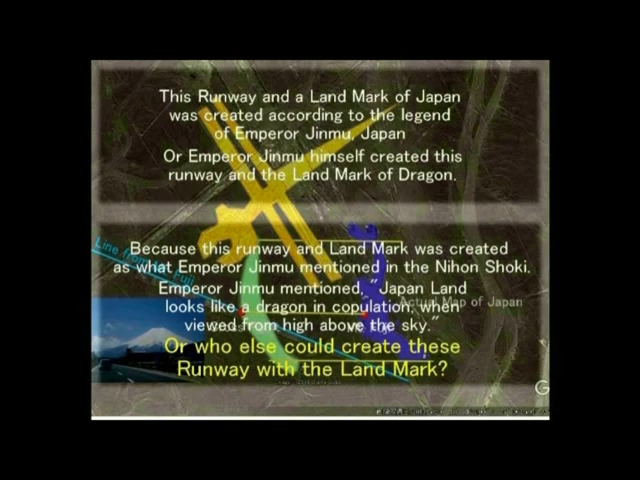 This Runway and a Land Mark of Japan
was created according to the legend
of Emperor Jinmu, Japan
Or Emperor Jinmu himself created this
runway and the Land Mark of Dragon.
Because this runway and Land Mark was created
as what Emperor Jinmu mentioned in the Nihon Shoki.
Emperor Jinmu mentioned, "Japan Land
looks like a dragon in copulation, when
viewed from high above the sky."
Or who else could create these
Runway with the Land Mark?
Line
Actual Map of Japan
G